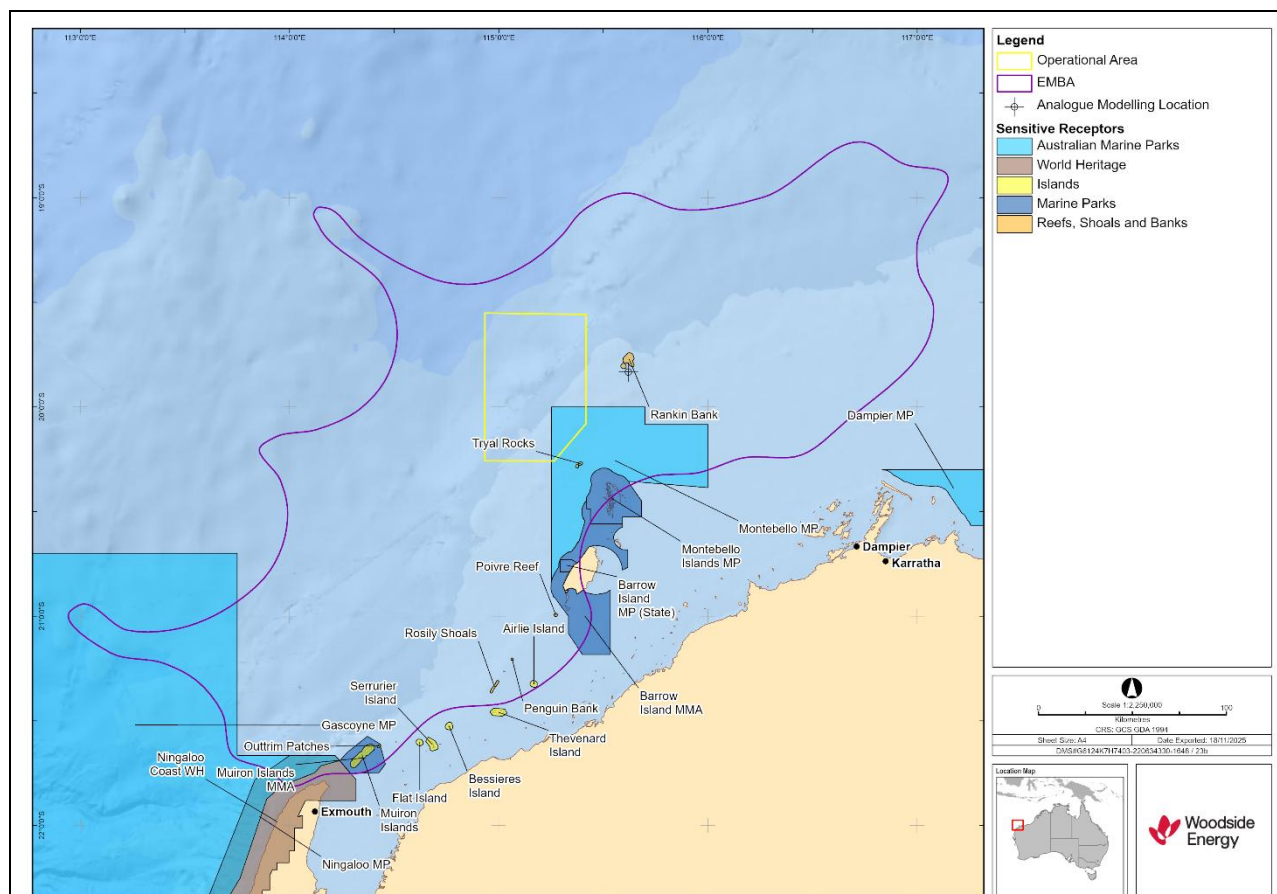 113°0'0"E
114°0'0"E
115°0'0"E
116°0'0"E
117°0'0"E
19°0'0"S
20°0'0"S
21°0'0"S
22°0'0"S
Rankin Bank
Dampier MP
Tryal Rocks
Montebello MP
Dampier
Karratha
Montebello
Islands MP
Poivre Reef
Barrow
Island
MP (State)
Airlie Island
Rosily Shoals
Serrurier
Island
Penguin Bank
Barrow
Island MMA
Gascoyne MP
Thevenard
Island
Outtrim Patches
Ningaloo
Coast WH
Muiron Islands
MMA
Bessieres
Island
Flat Island
Muiron
Islands
Exmouth
Ningaloo MP
Legend
Operational Area
EMBA
Analogue Modelling Location
Sensitive Receptors
Australian Marine Parks
World Heritage
Islands
Marine Parks
Reefs, Shoals and Banks
Scale 1:2,250,000
0
100
Kilometres
CRS: GCS GDA 1994
Sheet Size: A4
Date Exported: 18/11/2025
Location Map
Woodside
Energy